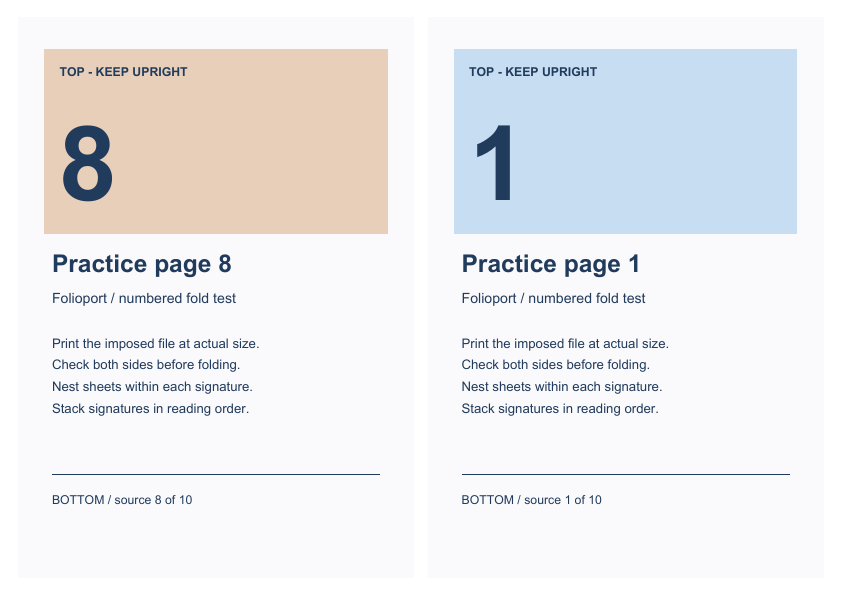 TOP - KEEP UPRIGHT
8
Practice page 8
Folioport / numbered fold test
Print the imposed file at actual size.
Check both sides before folding.
Nest sheets within each signature.
Stack signatures in reading order.
BOTTOM / source 8 of 10
TOP - KEEP UPRIGHT
1
Practice page 1
Folioport / numbered fold test
Print the imposed file at actual size.
Check both sides before folding.
Nest sheets within each signature.
Stack signatures in reading order.
BOTTOM / source 1 of 10